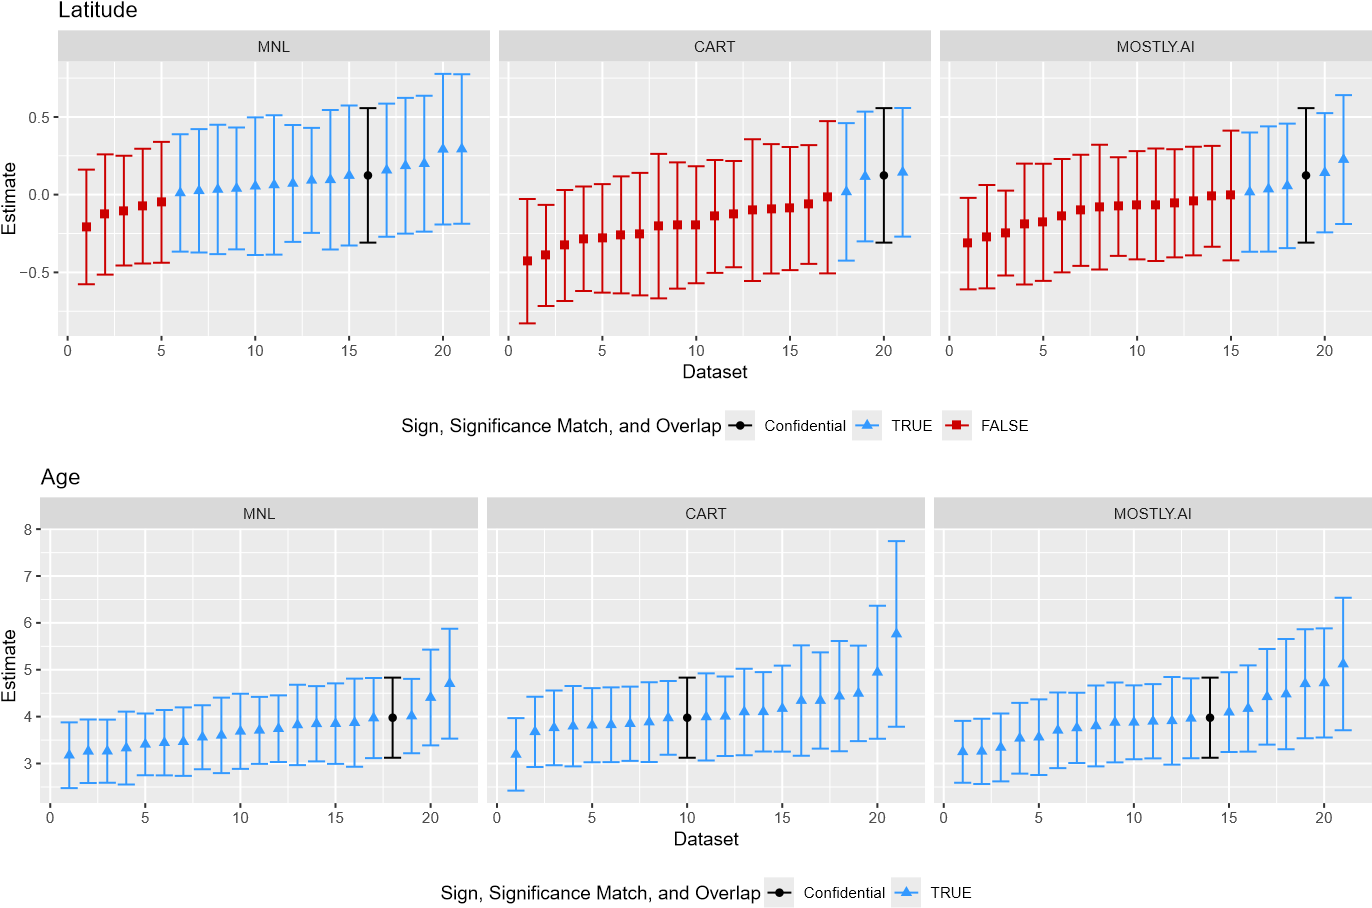 Latitude
MNL CART MOSTLY.AI
0.5
0.0
−0.5
Estimate
0 5 10 15 20 0 5 10 15 20 0 5 10 15 20
Dataset
Sign, Significance Match, and Overlap Confidential TRUE FALSE
Age
MNL CART MOSTLY.AI
8
7
6
5
4
3
Estimate
0 5 10 15 20 0 5 10 15 20 0 5 10 15 20
Dataset
Sign, Significance Match, and Overlap Confidential TRUE